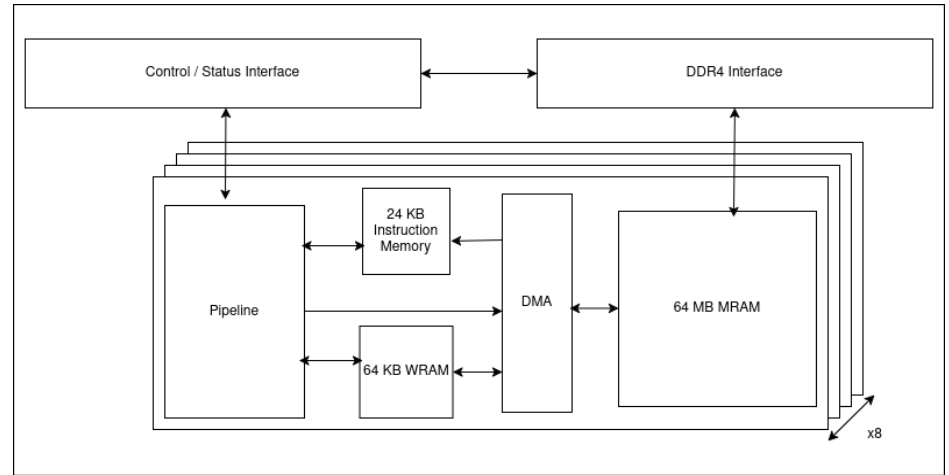 Control / Status Interface
DDR4 Interface
24 KB
Instruction
Memory
Pipeline
DMA
64 MB MRAM
64 KB WRAM
x8